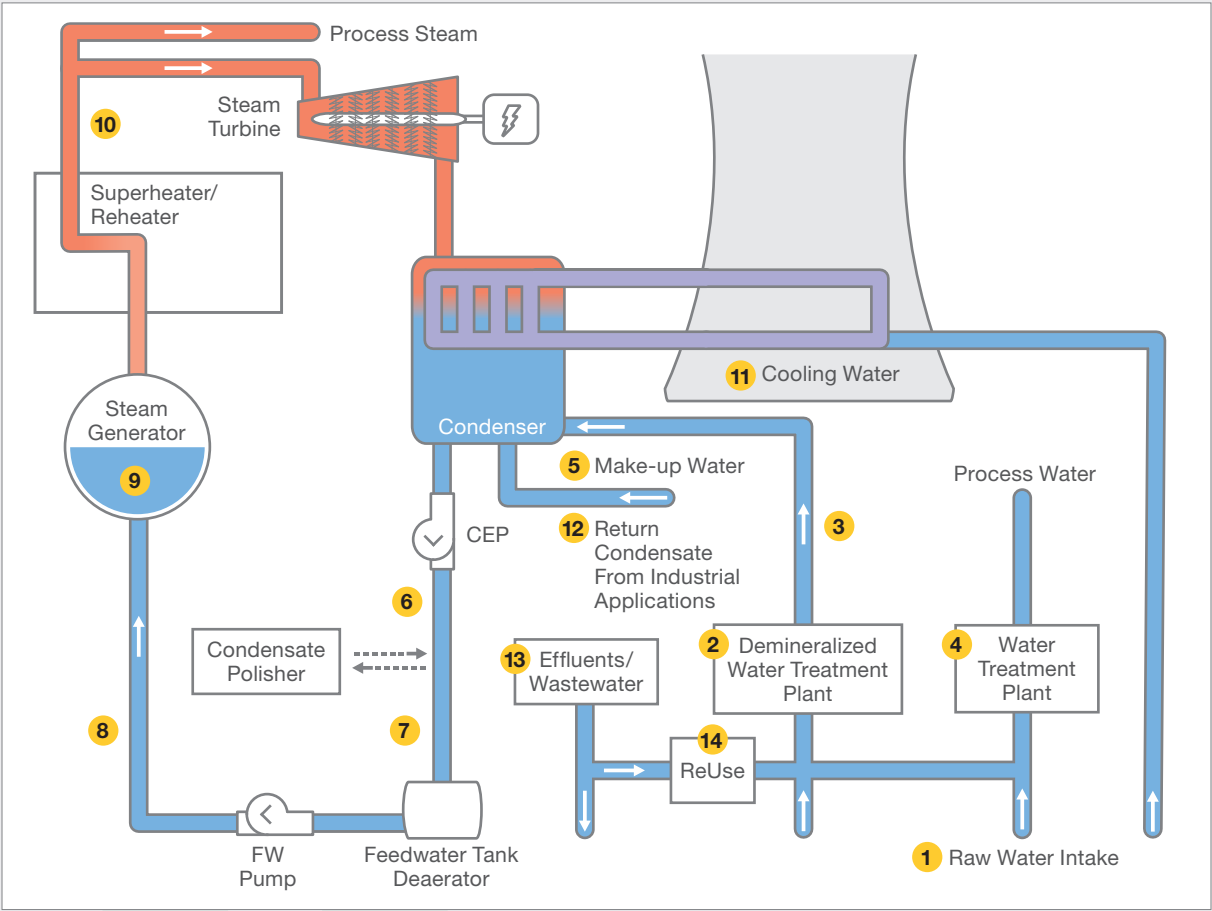 Process Steam
Steam
Turbine
10
Superheater/
Reheater
11 Cooling Water
Steam
Generator
9
Condenser
5 Make-up Water
Process Water
12 Return
Condensate
From Industrial
Applications
3
CEP
6
Condensate
Polisher
13 Effluents/
Wastewater
2 Demineralized
Water Treatment
Plant
4 Water
Treatment
Plant
8
7
14
ReUse
FW
Pump
Feedwater Tank
Deaerator
1 Raw Water Intake